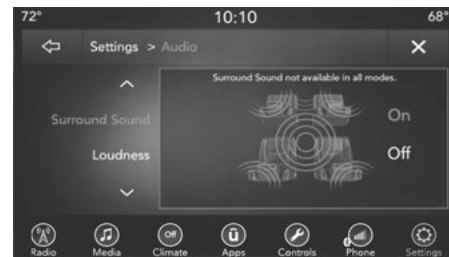 72° 10:10 68°
Settings > Audio
Surround Sound not available in all modes.
Surround Sound On
Loudness Off
Off
Radio Media Climate Apps Controls Phone Settings